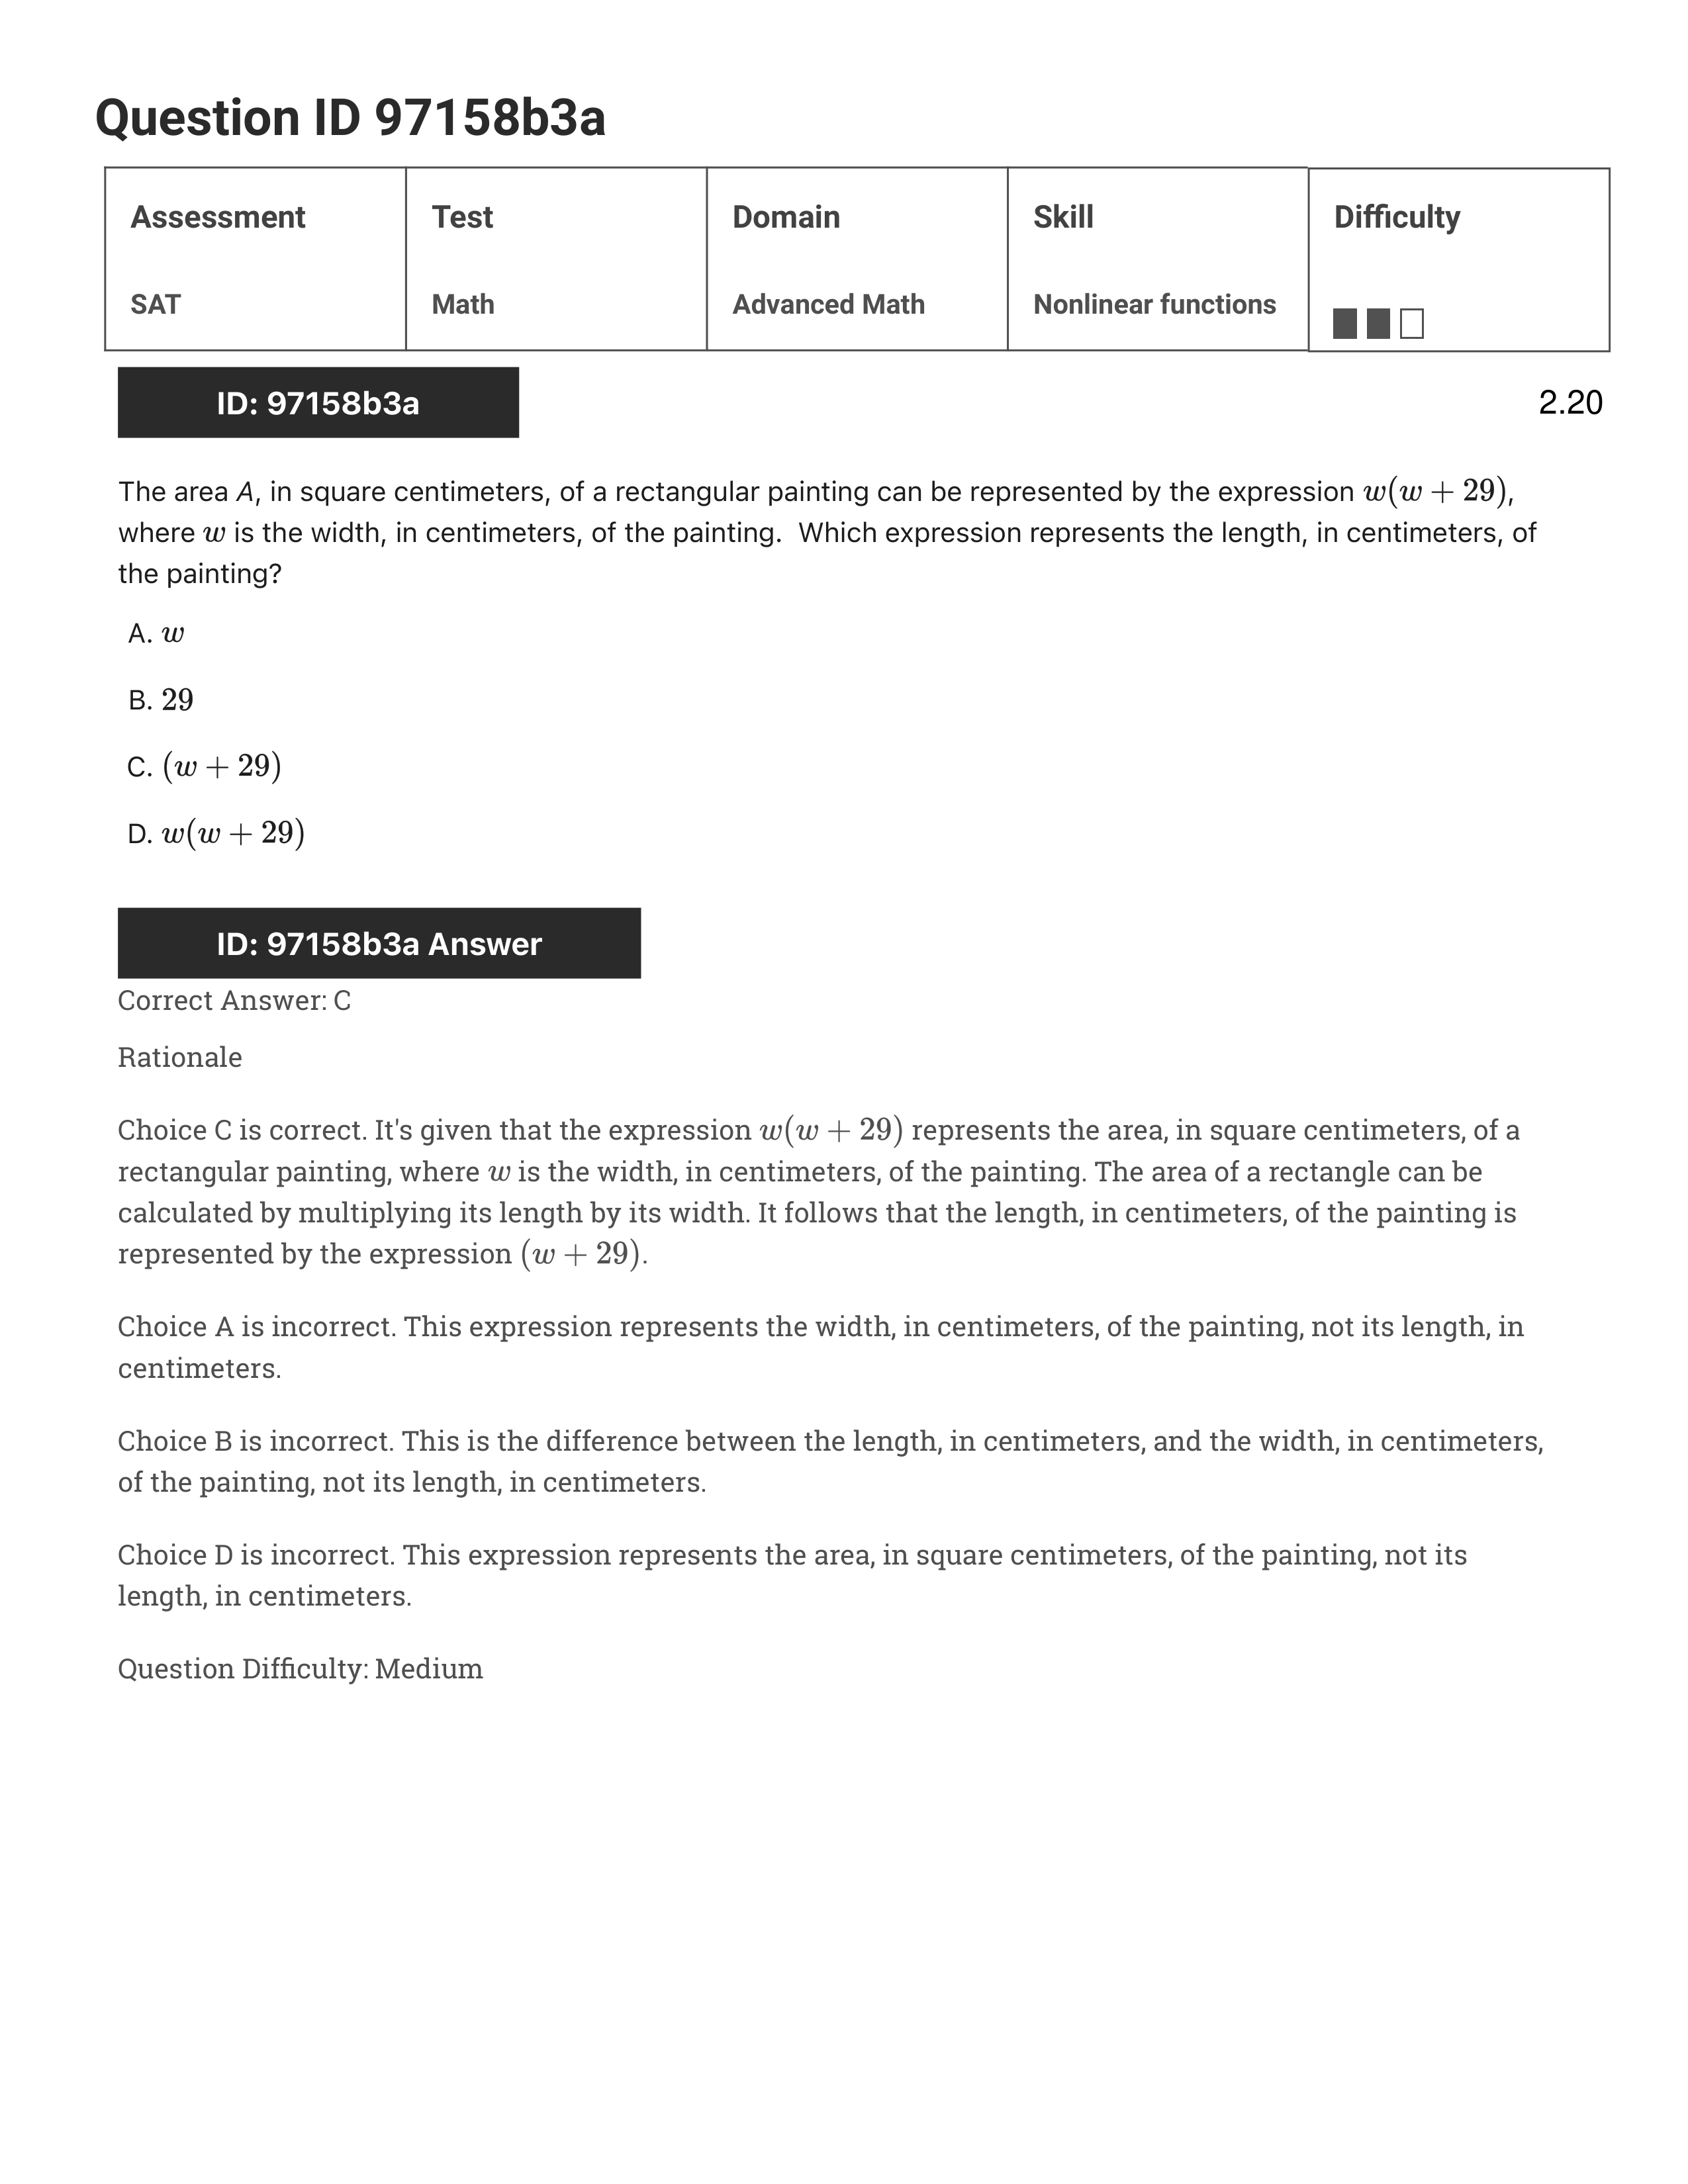 Question ID 97158b3a
Assessment Test Domain Skill Difficulty
SAT Math Advanced Math Nonlinear functions
ID: 97158b3a 2.20
The area A, in square centimeters, of a rectangular painting can be represented by the expression w(w + 29),
where w is the width, in centimeters, of the painting. Which expression represents the length, in centimeters, of
the painting?
A. w
B. 29
C. (w + 29)
D. w(w + 29)
ID: 97158b3a Answer
Correct Answer: C
Rationale
Choice C is correct. It's given that the expression w(w + 29) represents the area, in square centimeters, of a
rectangular painting, where w is the width, in centimeters, of the painting. The area of a rectangle can be
calculated by multiplying its length by its width. It follows that the length, in centimeters, of the painting is
represented by the expression (w + 29).
Choice A is incorrect. This expression represents the width, in centimeters, of the painting, not its length, in
centimeters.
Choice B is incorrect. This is the difference between the length, in centimeters, and the width, in centimeters,
of the painting, not its length, in centimeters.
Choice D is incorrect. This expression represents the area, in square centimeters, of the painting, not its
length, in centimeters.
Question Difficulty: Medium